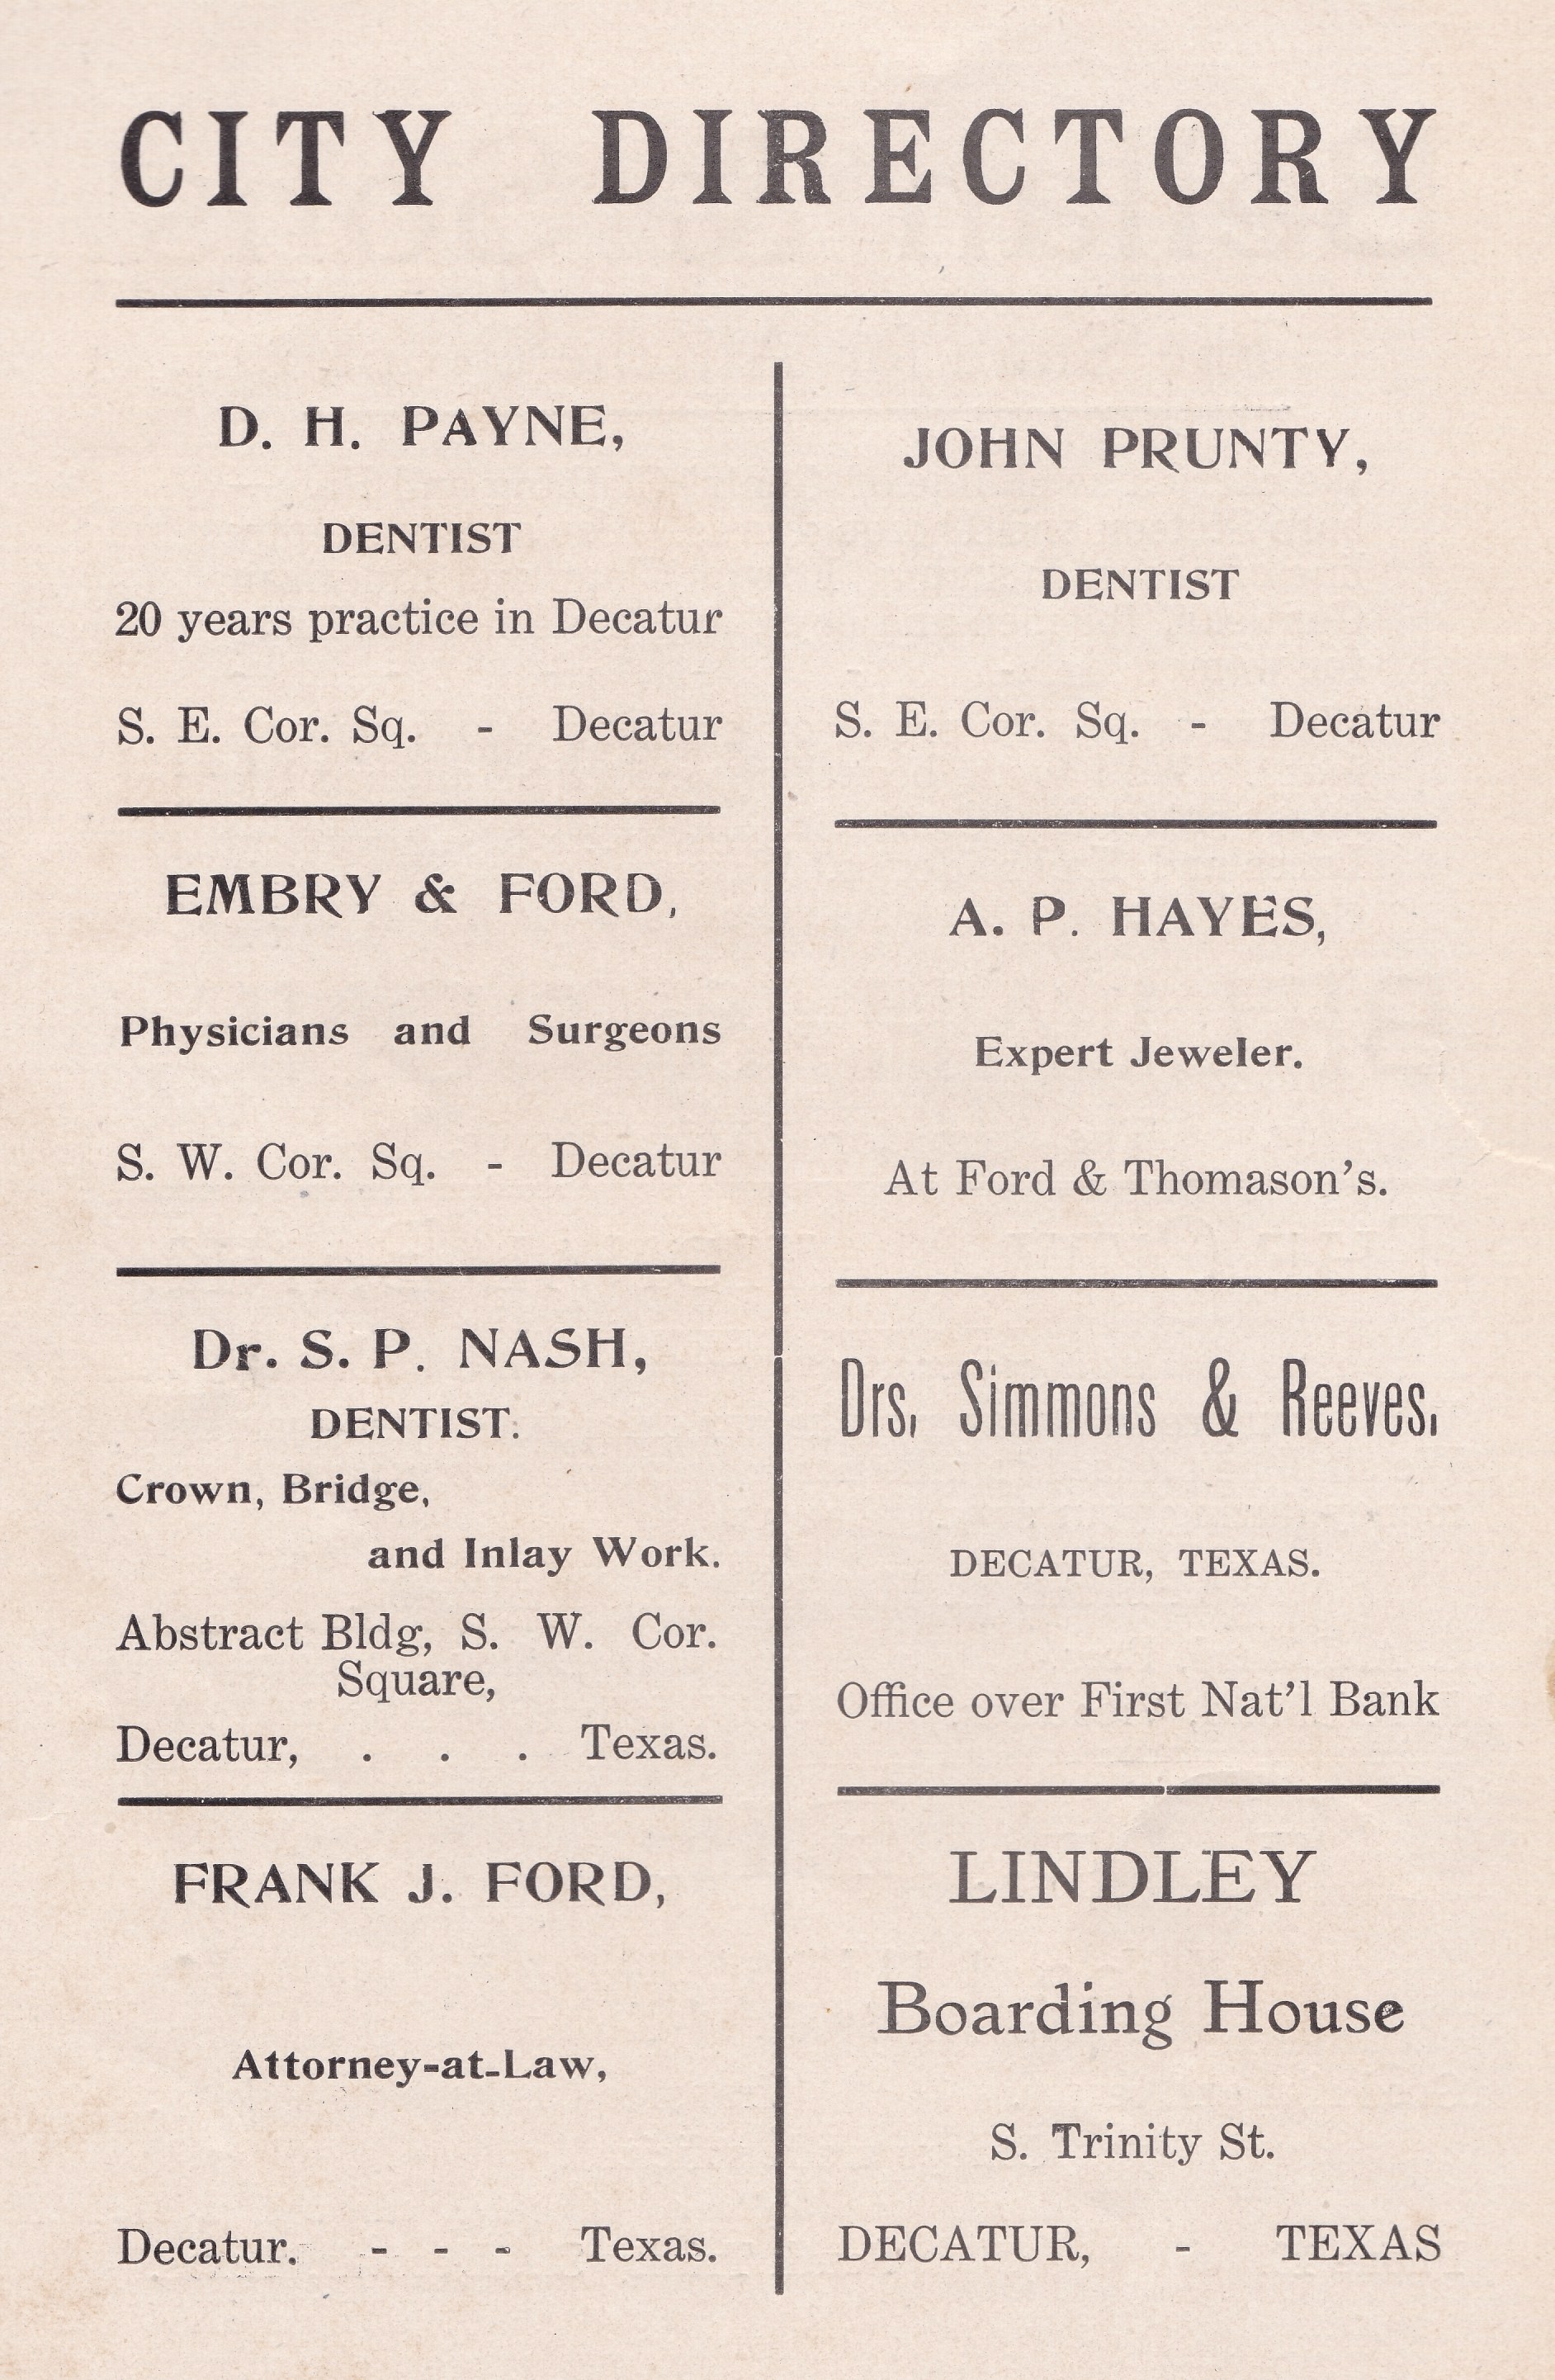 CITY DIRECTORY
D. H. PAYNE,
DENTIST
20 years practice in Decatur
S. E. Cor. Sq. - Decatur
EMBRY & FORD,
Physicians and Surgeons
S. W. Cor. Sq. - Decatur
Dr. S. P. NASH,
DENTIST.
Crown, Bridge,
and Inlay Work.
Abstract Bldg, S. W. Cor.
Square,
Decatur, . . . Texas.
FRANK J. FORD,
Attorney-at-Law,
Decatur. - - - Texas.
JOHN PRUNTY,
DENTIST
S. E. Cor. Sq. - Decatur
A. P. HAYES,
Expert Jeweler.
At Ford & Thomason's.
Drs. Simmons & Reeves.
DECATUR, TEXAS.
Office over First Nat'l Bank
LINDLEY
Boarding House
S. Trinity St.
DECATUR, - TEXAS